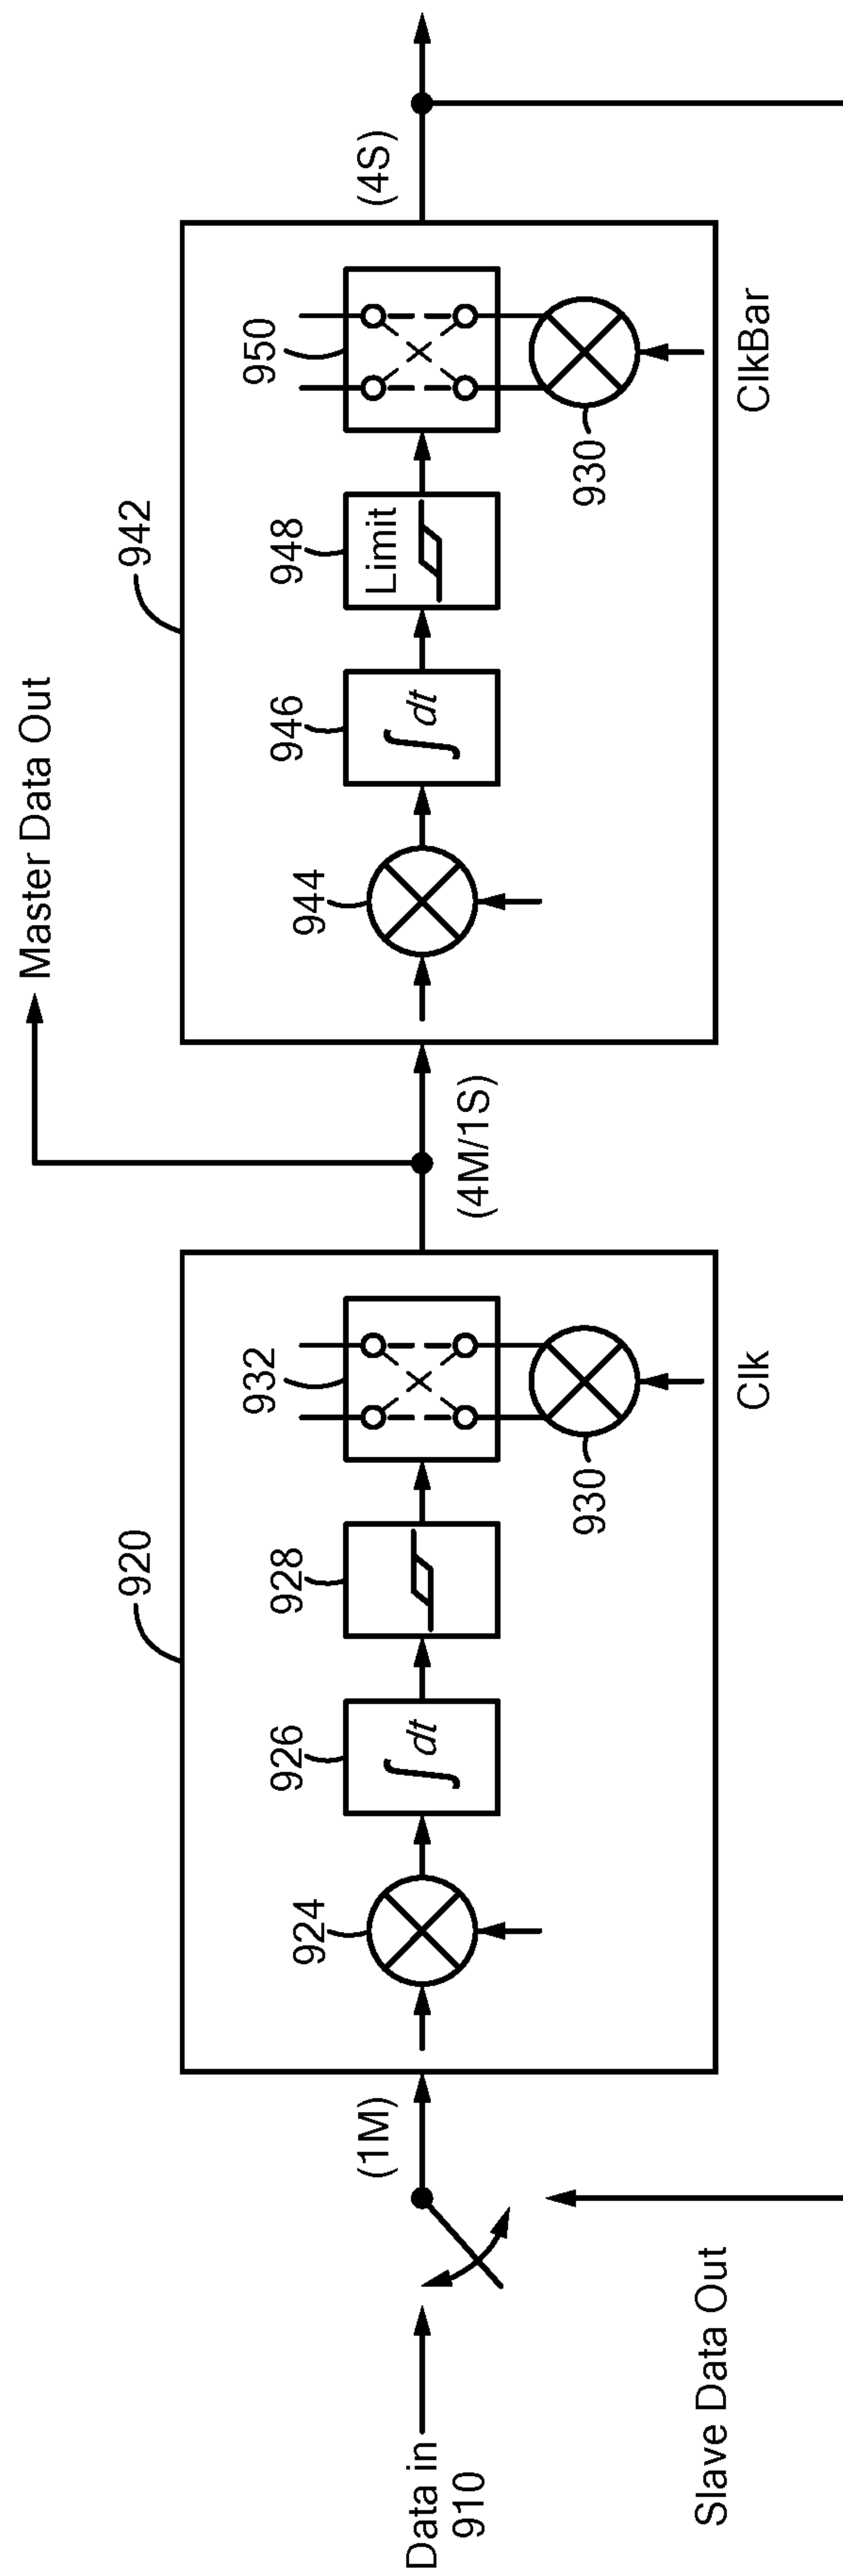 Data in
910
Slave Data Out
(1M)
920
924
926
∫ dt
928
932
930
Clk
(4M/1S)
Master Data Out
942
944
946
∫ dt
948
Limit
950
930
ClkBar
(4S)